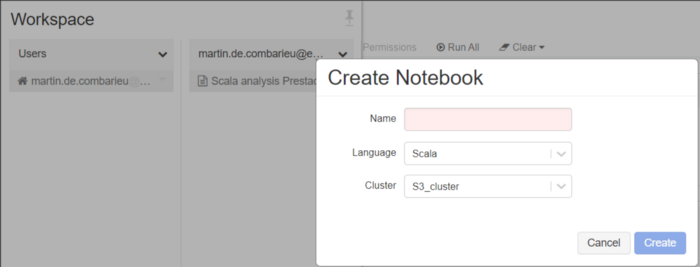 Workspace
Users
martin.de.combarieu@e…
Permissions
Run All
Clear
martin.de.combarieu@…
Scala analysis Prestac
Create Notebook
Name
Language
Scala
Cluster
S3_cluster
Cancel
Create